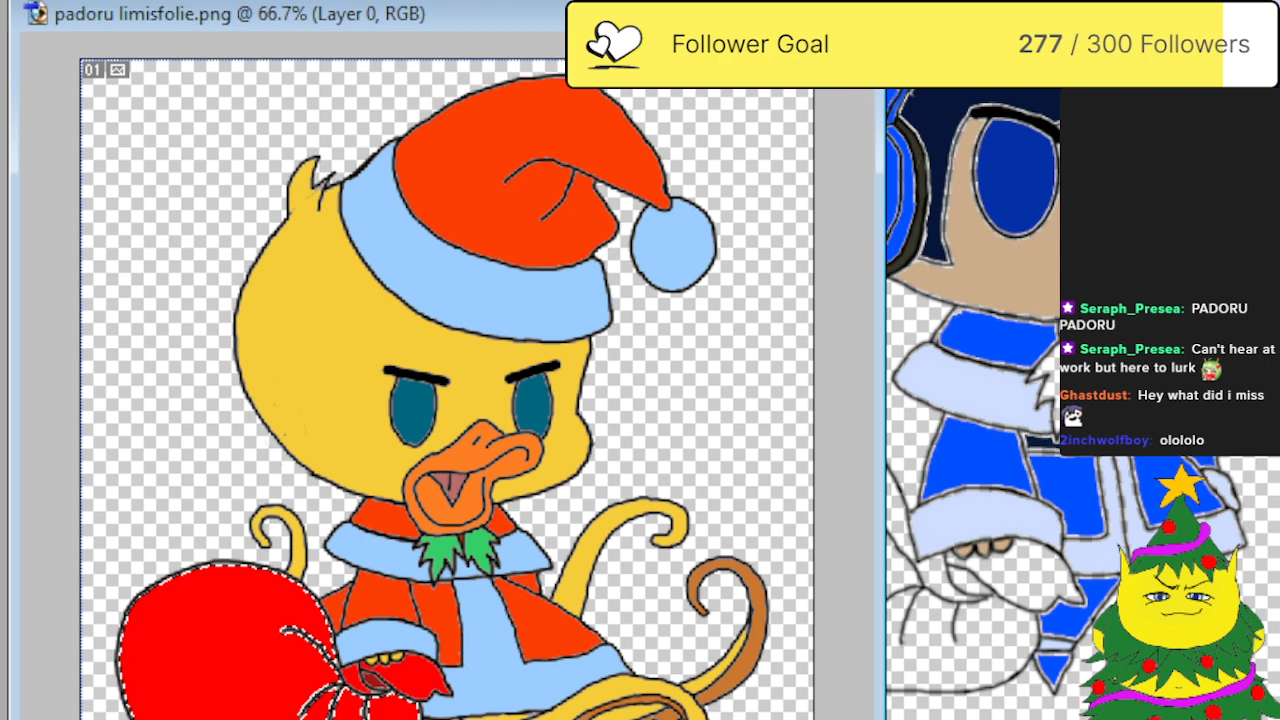 padoru limisfolie.png @ 66.7% (Layer 0, RGB)
Follower Goal
277 / 300 Followers
01
Seraph_Presea: PADORU
PADORU
Seraph_Presea: Can't hear at
work but here to lurk
Ghastdust: Hey what did i miss
2inchwolfboy: olololo